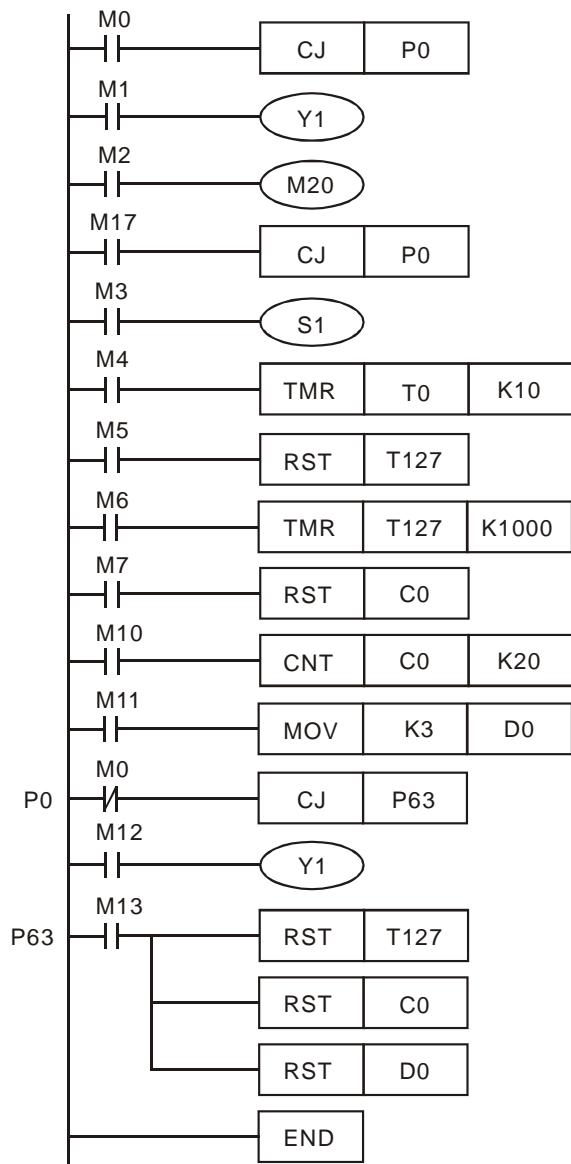 M0
CJ P0
M1
Y1
M2
M20
M17
CJ P0
M3
S1
M4
TMR T0 K10
M5
RST T127
M6
TMR T127 K1000
M7
RST C0
M10
CNT C0 K20
M11
MOV K3 D0
M0
P0 CJ P63
M12
Y1
M13
P63 RST T127
RST C0
RST D0
END